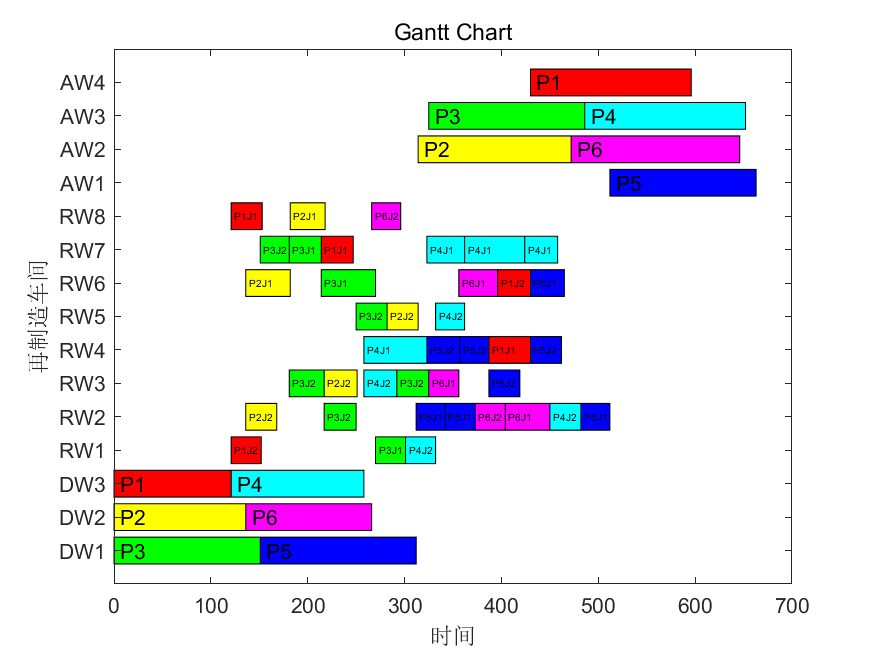 Gantt Chart
AW4 P1
AW3 P3 P4
AW2 P2 P6
AW1 P5
RW8 P1J1 P2J1 P6J2
RW7 P3J2 P3J1 P1J1 P4J1 P4J1 P4J1
RW6 P2J1 P3J1 P6J1 P1J2 P5J1
RW5 P3J2 P2J2 P4J2
RW4 P4J1 P5J2 P5J2 P1J1 P5J2
RW3 P3J2 P2J2 P4J2 P3J2 P6J1 P5J2
RW2 P2J2 P3J2 P5J1 P5J1 P6J2 P6J1 P4J2 P5J1
RW1 P1J2 P3J1 P4J2
DW3 P1 P4
DW2 P2 P6
DW1 P3 P5
0 100 200 300 400 500 600 700
时间
再制造车间